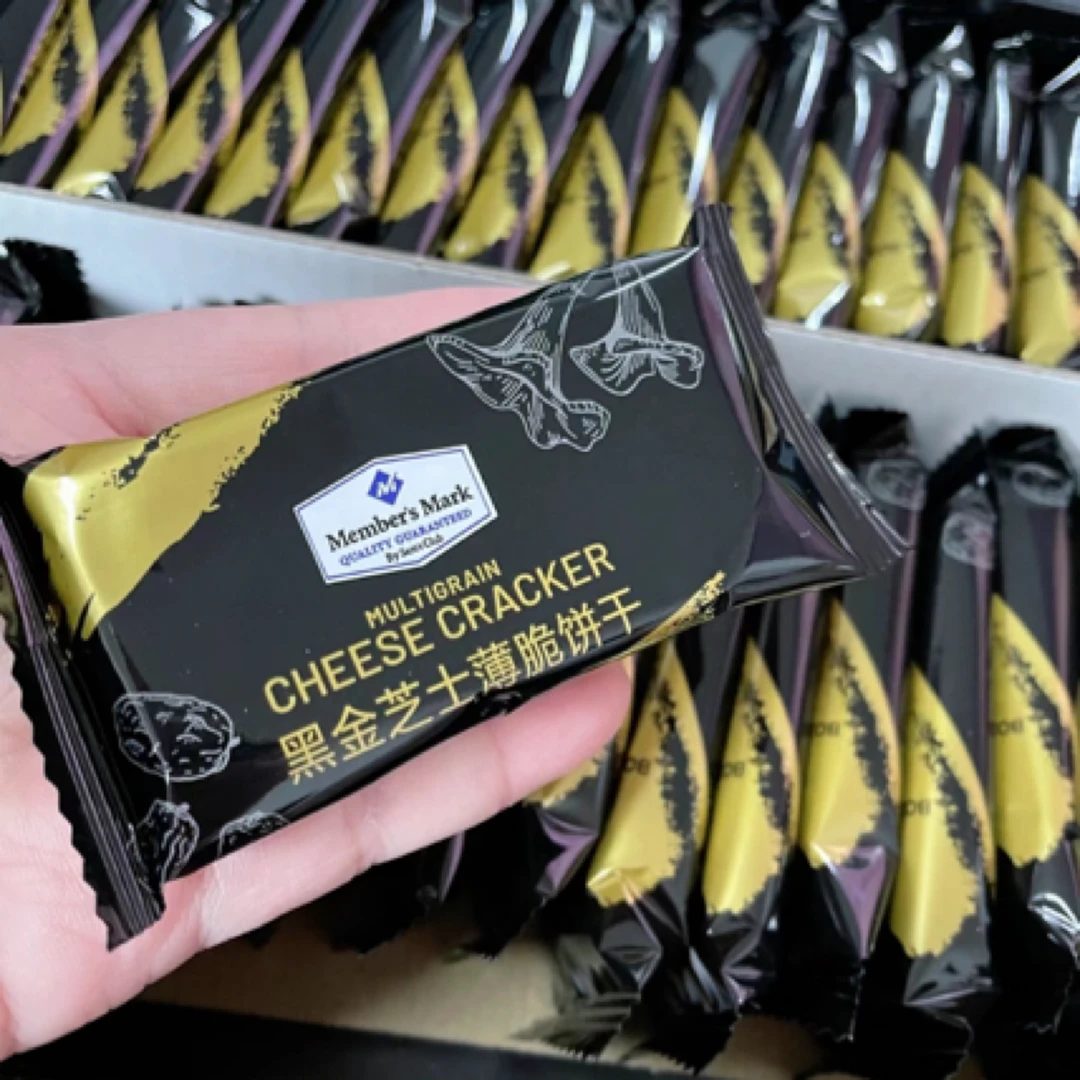 Member's Mark
QUALITY GUARANTEED
By Sam's Club
MULTIGRAIN
CHEESE CRACKER
黑金芝士薄脆饼干